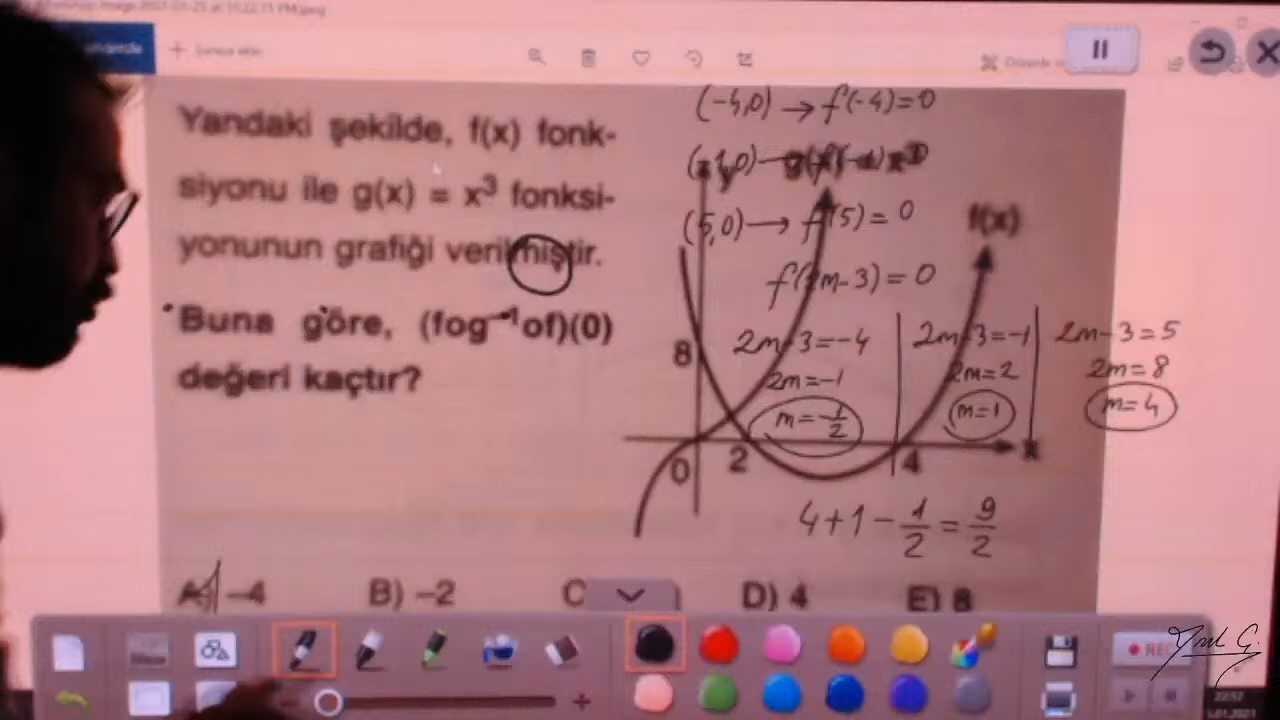 Yandaki şekilde, f(x) fonk-
siyonu ile g(x) = x³ fonksi-
yonunun grafiği verilmiştir.
Buna göre, (fog⁻¹of)(0)
değeri kaçtır?
(-4,0) → f(-4)=0
(5,0) → f(5) = 0
f(2m-3)=0
2m-3=-4
2m=-1
m=-1/2
2m-3=-1
2m=2
m=1
2m-3=5
2m=8
m=4
f(x)
8
0
2
4
x
4+1-1/2=9/2
A) -4
B) -2
C
D) 4
E) 8
REC
22:52